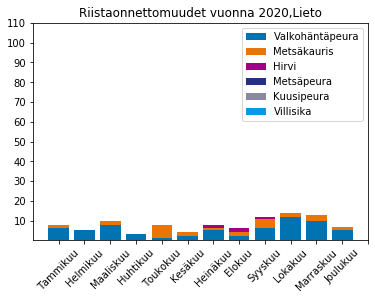 Riistaonnettomuudet vuonna 2020,Lieto
110
100
90
80
70
60
50
40
30
20
10
Valkohäntäpeura
Metsäkauris
Hirvi
Metsäpeura
Kuusipeura
Villisika
Tammikuu
Helmikuu
Maaliskuu
Huhtikuu
Toukokuu
Kesäkuu
Heinäkuu
Elokuu
Syyskuu
Lokakuu
Marraskuu
Joulukuu